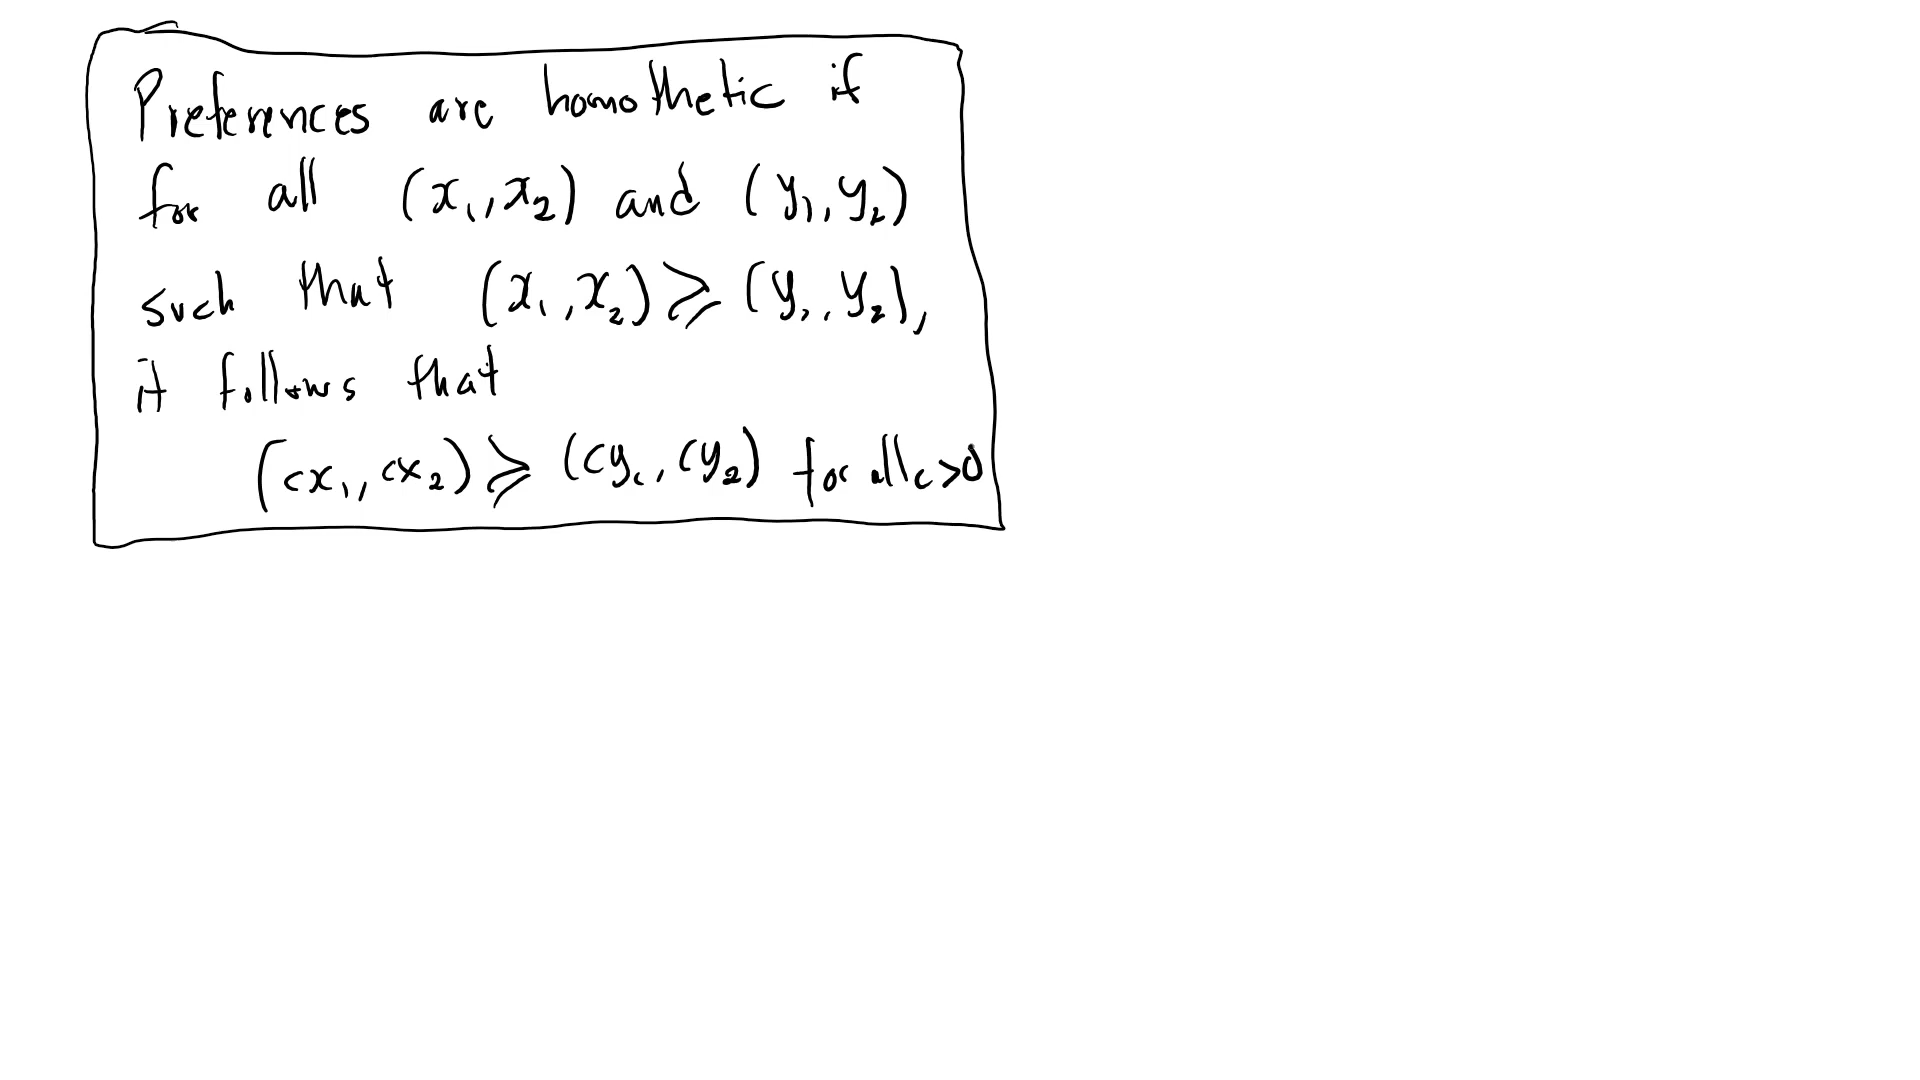 Preferences are homothetic if
for all (x₁, x₂) and (y₁, y₂)
such that (x₁, x₂) ≽ (y₁, y₂),
it follows that
(cx₁, cx₂) ≽ (cy₁, cy₂) for all c>0